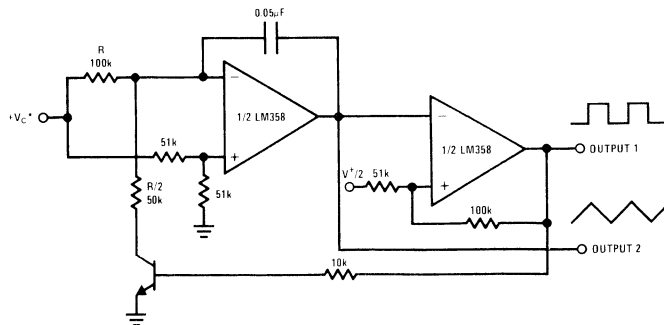 0.05μF
R
100k
+VC*
1/2 LM358
51k
51k
R/2
50k
1/2 LM358
V+/2
51k
100k
10k
OUTPUT 1
OUTPUT 2